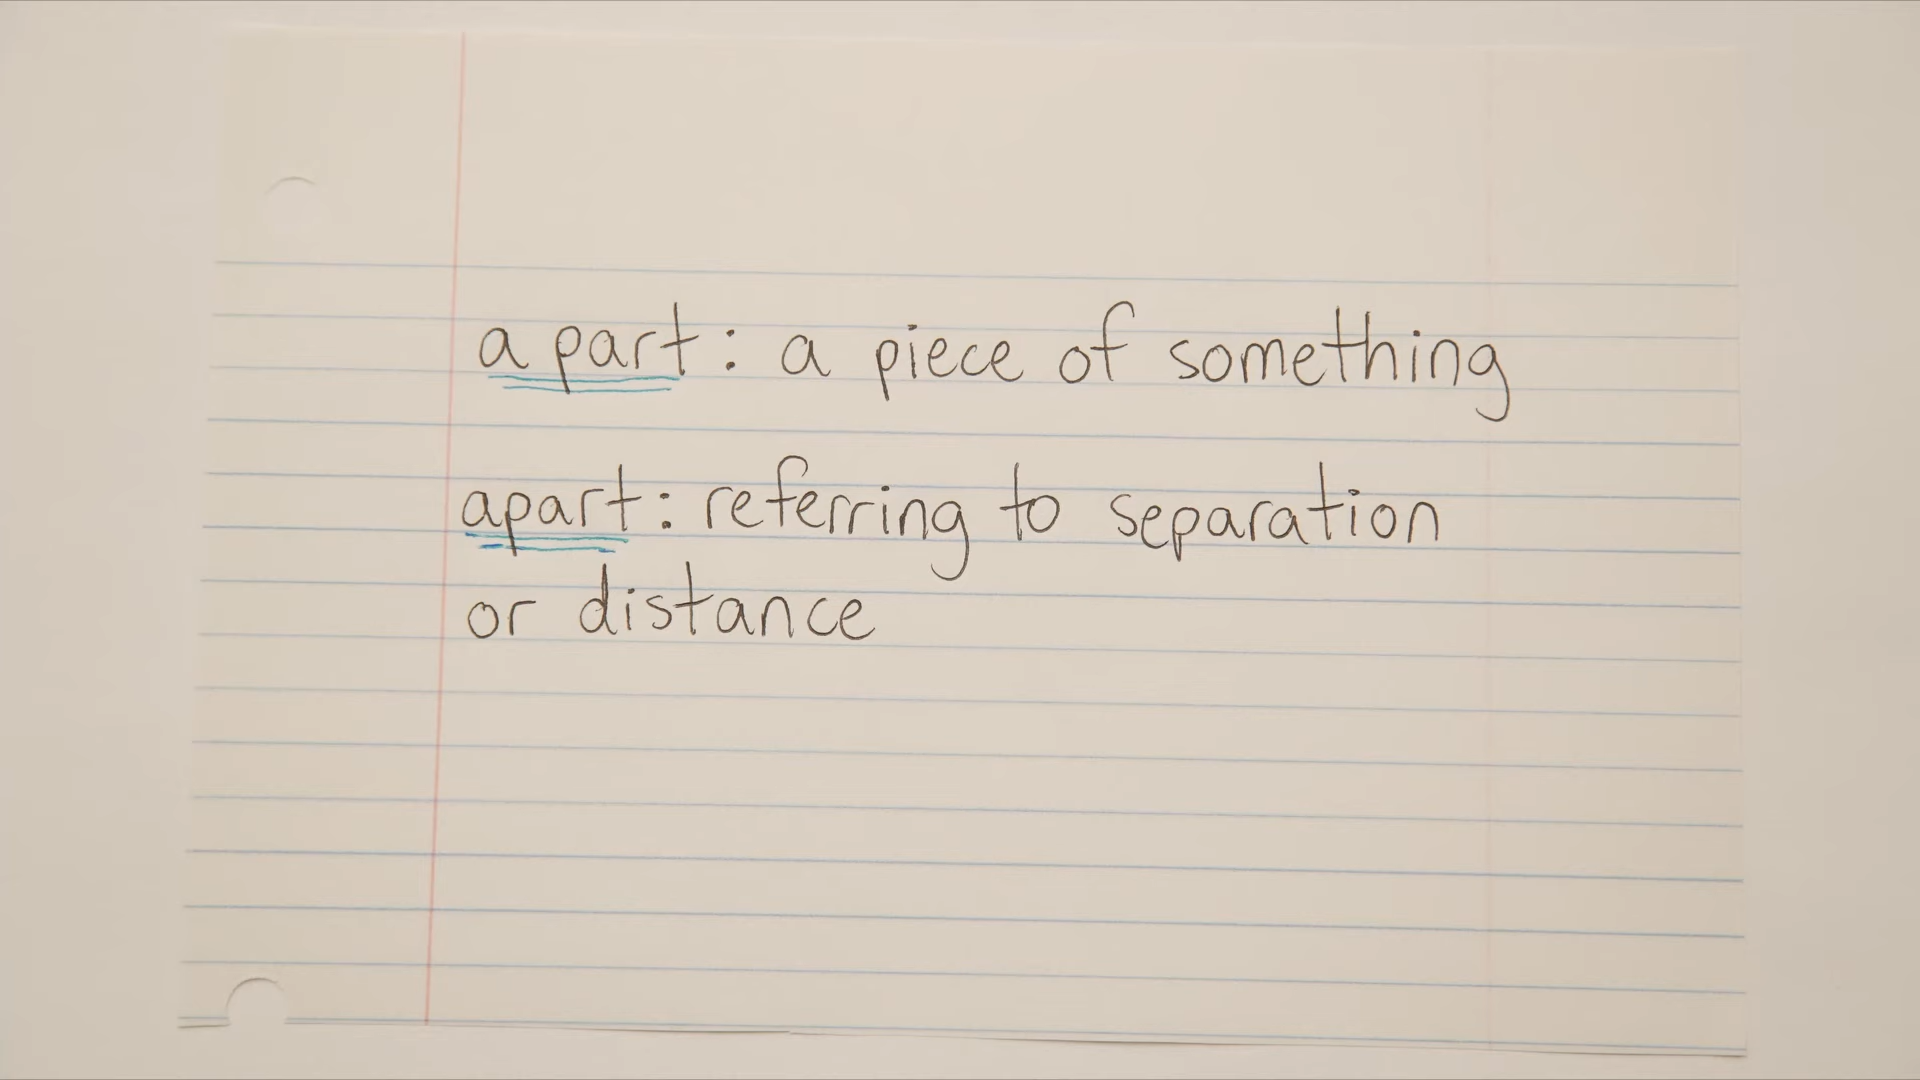 a part: a piece of something
apart: referring to separation
or distance